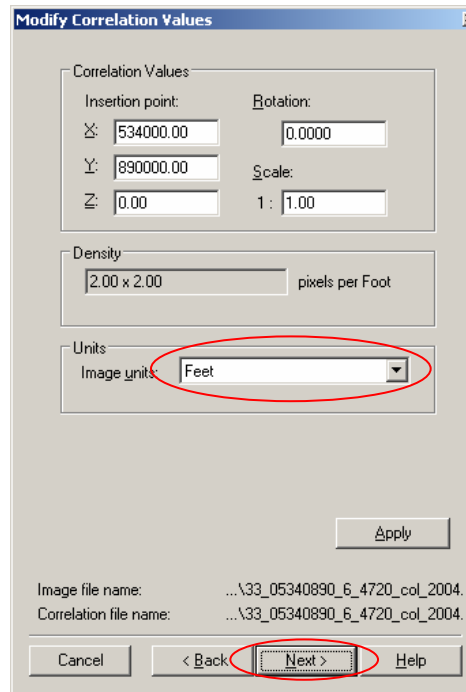 Modify Correlation Values
Correlation Values
Insertion point:
Rotation:
X: 534000.00
0.0000
Y: 890000.00
Scale:
Z: 0.00
1 : 1.00
Density
2.00 x 2.00 pixels per Foot
Units
Image units: Feet
Apply
Image file name: ...\33_05340890_6_4720_col_2004.
Correlation file name: ...\33_05340890_6_4720_col_2004.
Cancel < Back Next > Help